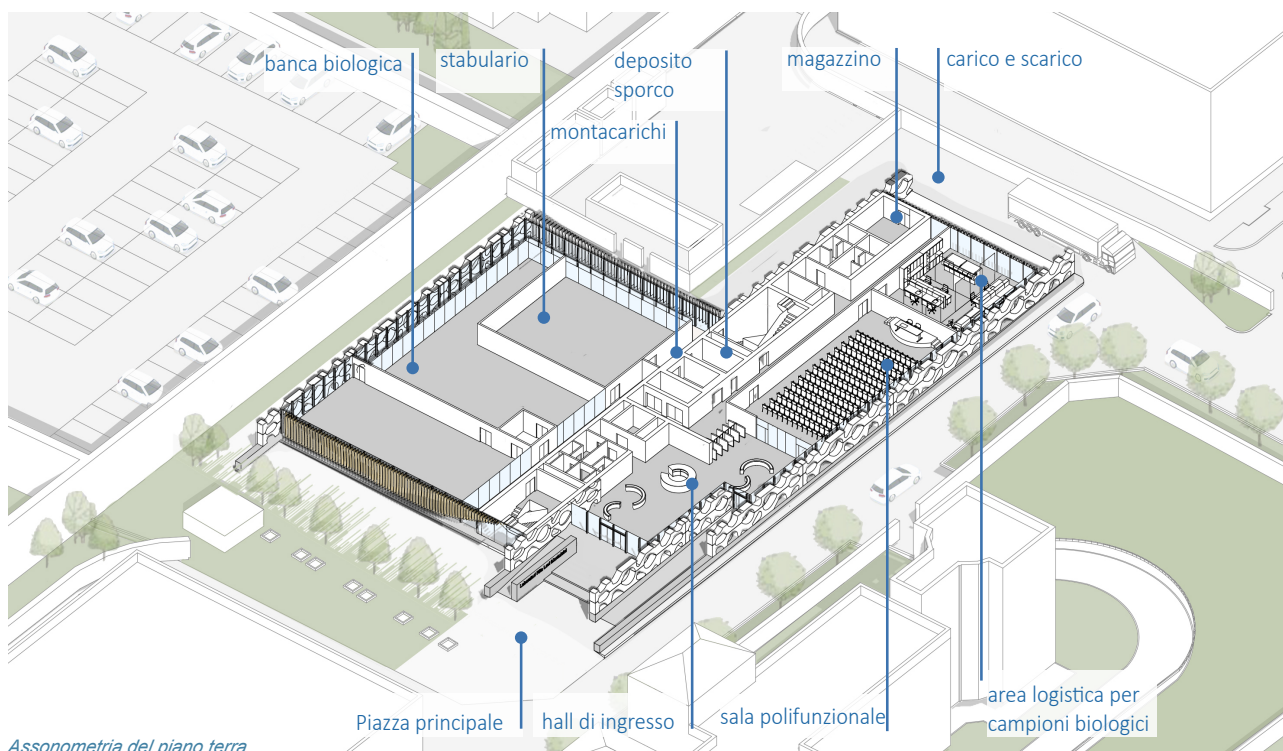 banca biologica
stabulario
deposito
sporco
magazzino
carico e scarico
montacarichi
Piazza principale
hall di ingresso
sala polifunzionale
area logistica per
campioni biologici
Assonometria del piano terra